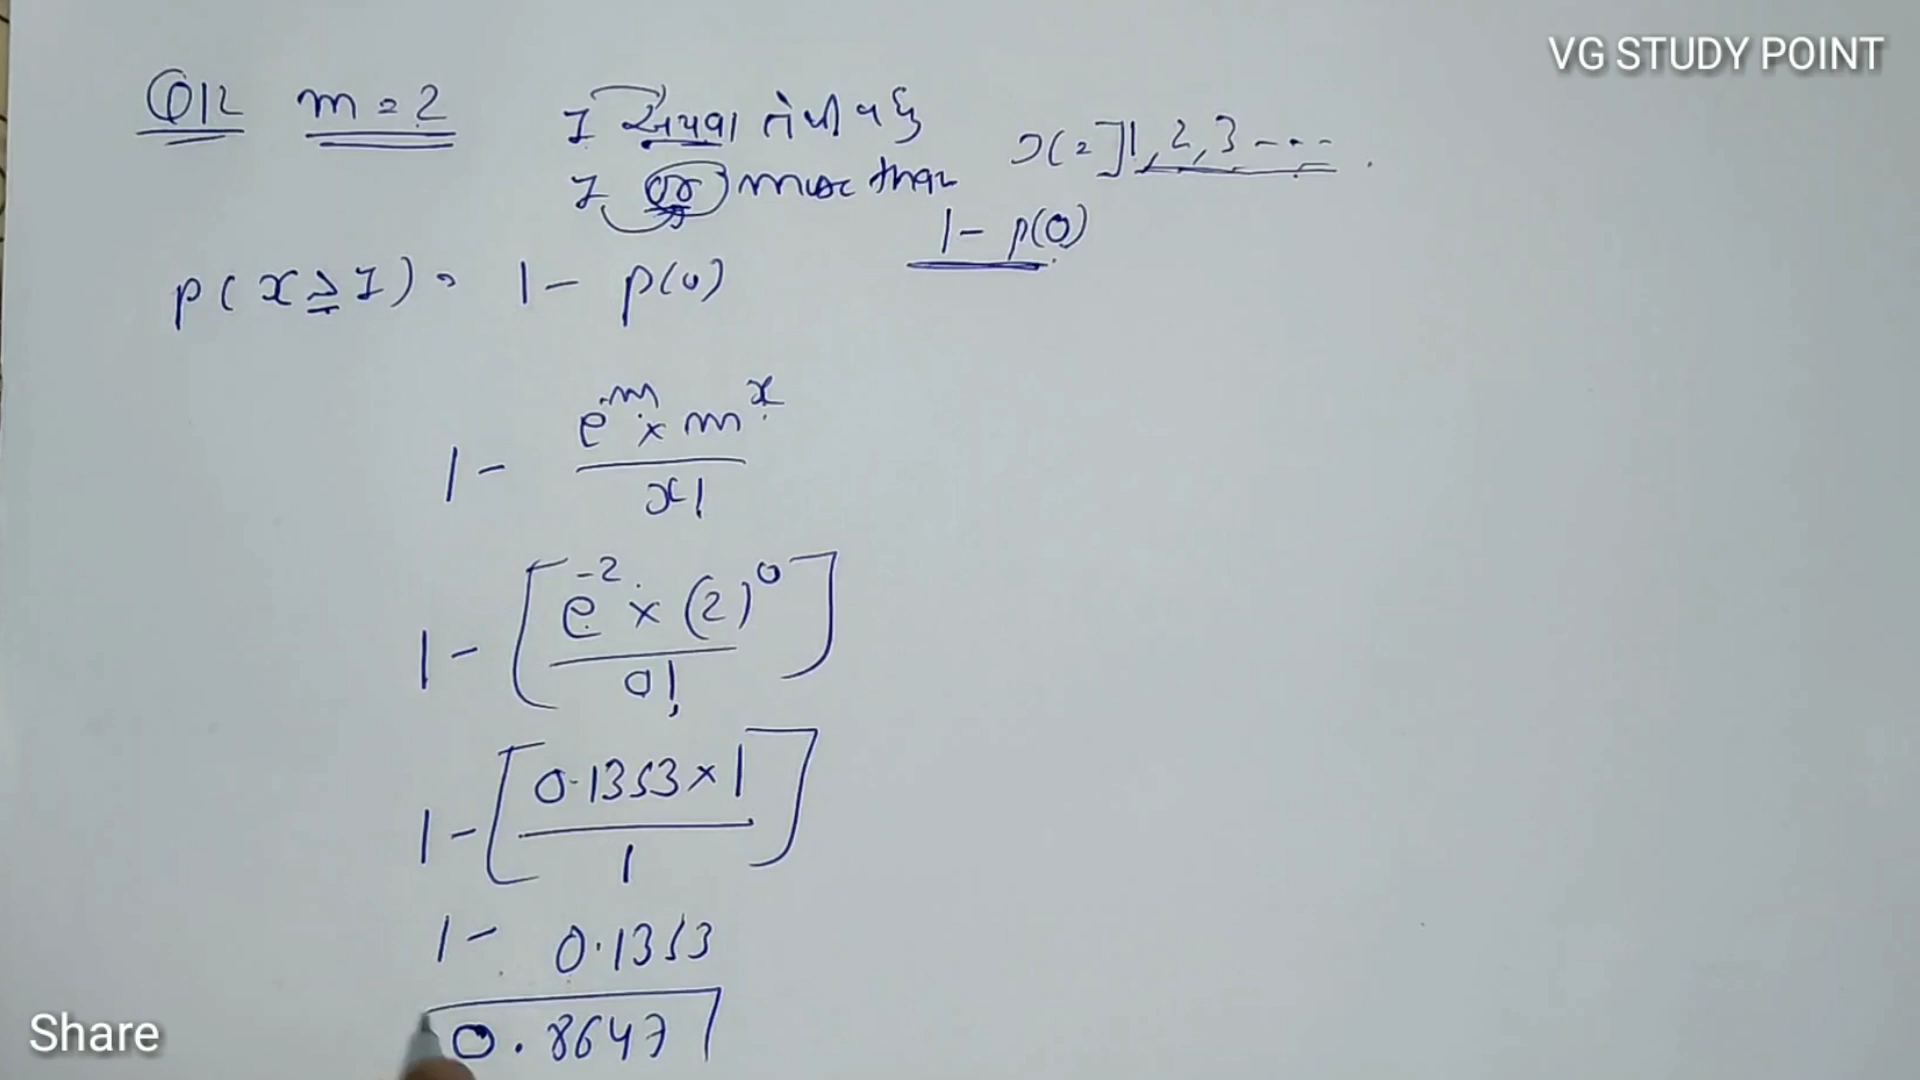 VG STUDY POINT
Q12 m = 2
1 અથવા તેથી વધુ
1 or more than
x = 1, 2, 3 ---
1 - p(0)
p(x ≥ 1) = 1 - p(0)
1 - e^-m × m^x / x!
1 - [e^-2 × (2)^0 / 0!]
1 - [0.1353 × 1 / 1]
1 - 0.1353
0.8647
Share